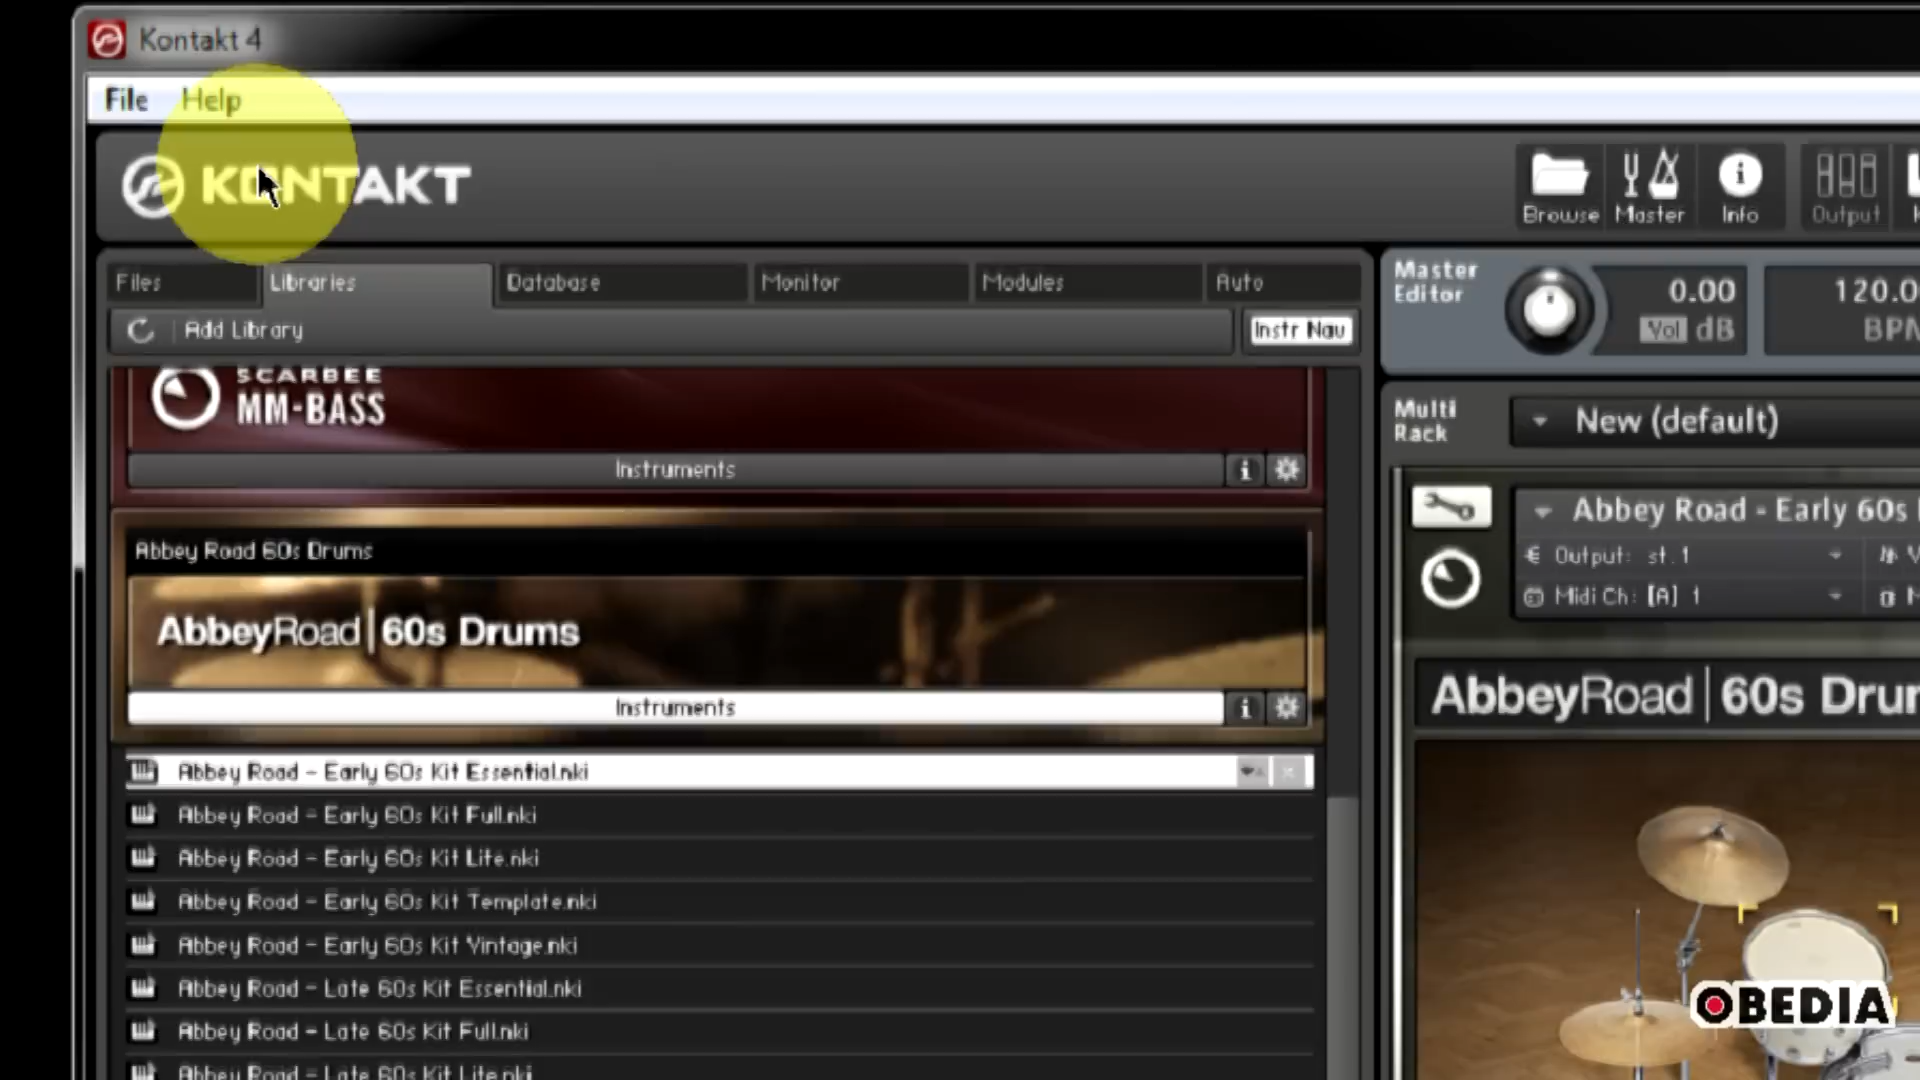 Kontakt 4
File Help
KONTAKT
Browse Master Info Output
Files Libraries Database Monitor Modules Auto
Add Library Instr Nav
Master Editor
0.00
Vol dB
120.0
BPM
SCARBEE
MM-BASS
Instruments i
Multi Rack
New (default)
Abbey Road - Early 60s
Output: st.1
Midi Ch: [A] 1
Abbey Road 60s Drums
AbbeyRoad|60s Drums
Instruments i
AbbeyRoad|60s Drum
Abbey Road - Early 60s Kit Essential.nki
Abbey Road - Early 60s Kit Full.nki
Abbey Road - Early 60s Kit Lite.nki
Abbey Road - Early 60s Kit Template.nki
Abbey Road - Early 60s Kit Vintage.nki
Abbey Road - Late 60s Kit Essential.nki
Abbey Road - Late 60s Kit Full.nki
Abbey Road - Late 60s Kit Lite.nki
OBEDIA